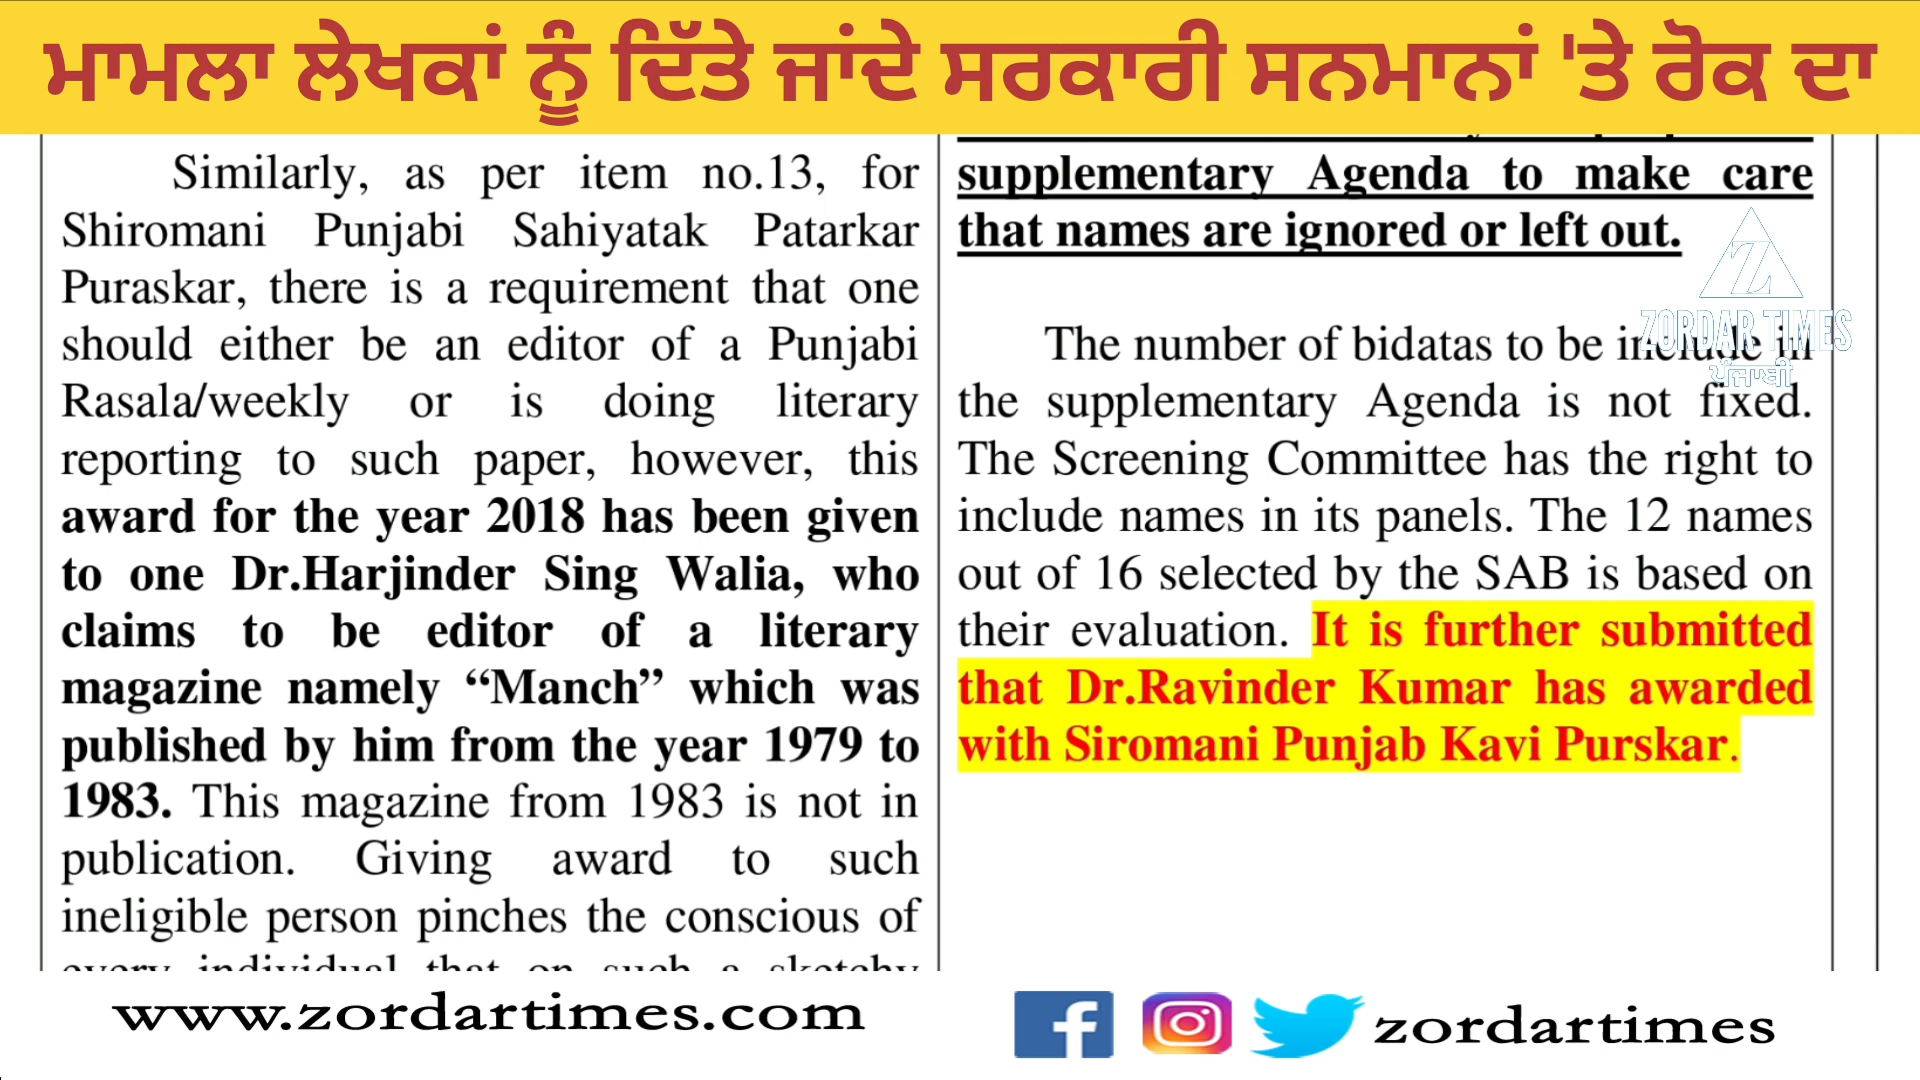 ਮਾਮਲਾ ਲੇਖਕਾਂ ਨੂੰ ਦਿੱਤੇ ਜਾਂਦੇ ਸਰਕਾਰੀ ਸਨਮਾਨਾਂ 'ਤੇ ਰੋਕ ਦਾ
Similarly, as per item no.13, for
Shiromani Punjabi Sahiyatak Patarkar
Puraskar, there is a requirement that one
should either be an editor of a Punjabi
Rasala/weekly or is doing literary
reporting to such paper, however, this
award for the year 2018 has been given
to one Dr.Harjinder Sing Walia, who
claims to be editor of a literary
magazine namely “Manch” which was
published by him from the year 1979 to
1983. This magazine from 1983 is not in
publication. Giving award to such
ineligible person pinches the conscious of
every individual that on such a sketchy
supplementary Agenda to make care
that names are ignored or left out.
The number of bidatas to be include in
the supplementary Agenda is not fixed.
The Screening Committee has the right to
include names in its panels. The 12 names
out of 16 selected by the SAB is based on
their evaluation. It is further submitted
that Dr.Ravinder Kumar has awarded
with Siromani Punjab Kavi Purskar.
Z
ZORDAR TIMES
ਪੰਜਾਬੀ
www.zordartimes.com
zordartimes